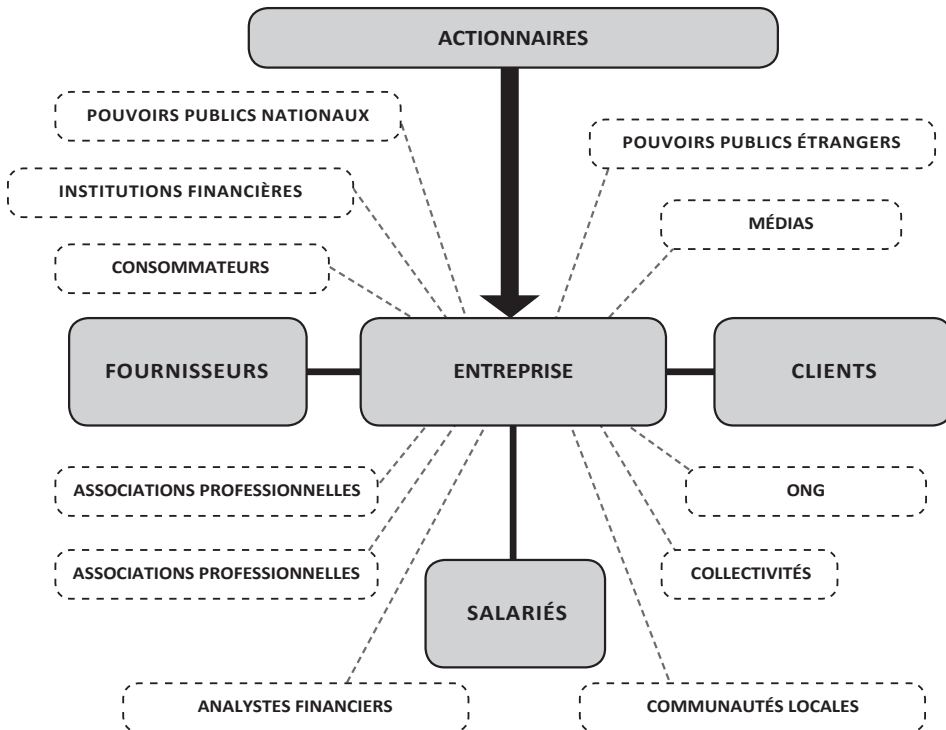 ACTIONNAIRES
POUVOIRS PUBLICS NATIONAUX
POUVOIRS PUBLICS ÉTRANGERS
INSTITUTIONS FINANCIÈRES
MÉDIAS
CONSOMMATEURS
FOURNISSEURS
ENTREPRISE
CLIENTS
ASSOCIATIONS PROFESSIONNELLES
ONG
ASSOCIATIONS PROFESSIONNELLES
COLLECTIVITÉS
SALARIÉS
ANALYSTES FINANCIERS
COMMUNAUTÉS LOCALES